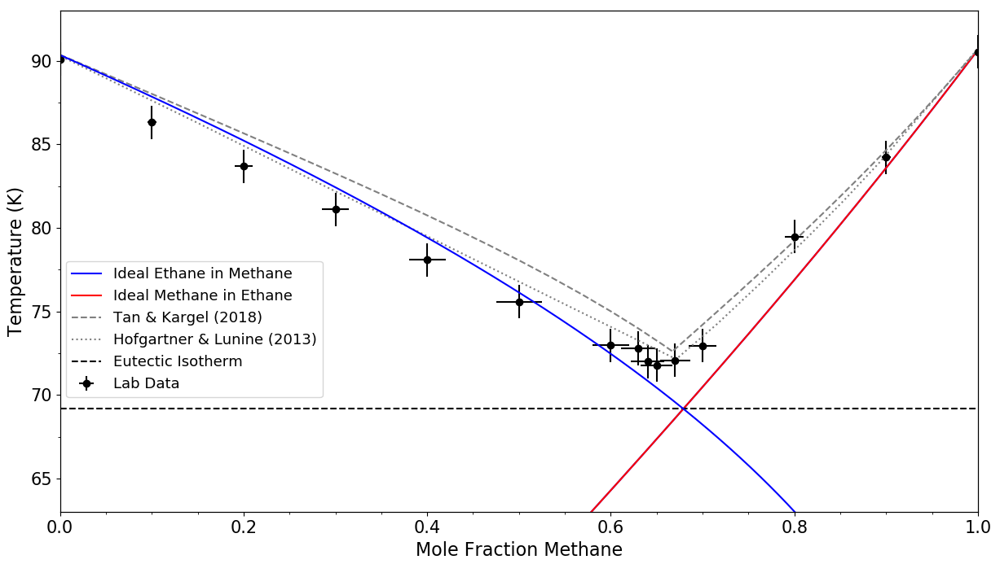 90
85
80
75
70
65
Temperature (K)
Ideal Ethane in Methane
Ideal Methane in Ethane
Tan & Kargel (2018)
Hofgartner & Lunine (2013)
Eutectic Isotherm
Lab Data
0.0 0.2 0.4 0.6 0.8 1.0
Mole Fraction Methane